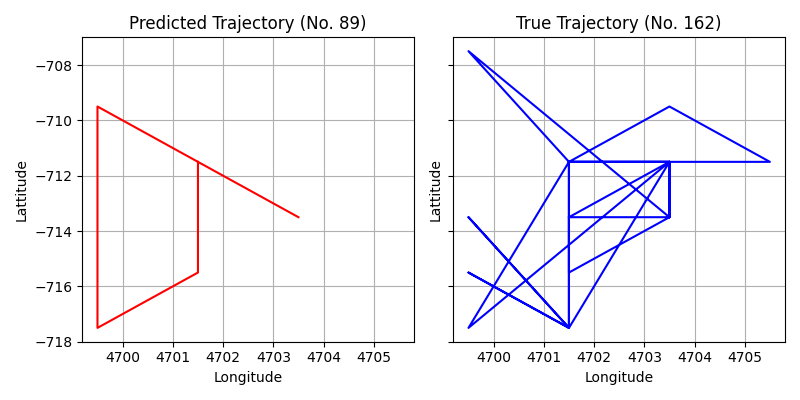 Predicted Trajectory (No. 89)
True Trajectory (No. 162)
Lattitude
−708
−710
−712
−714
−716
−718
4700 4701 4702 4703 4704 4705
Longitude
Lattitude
4700 4701 4702 4703 4704 4705
Longitude